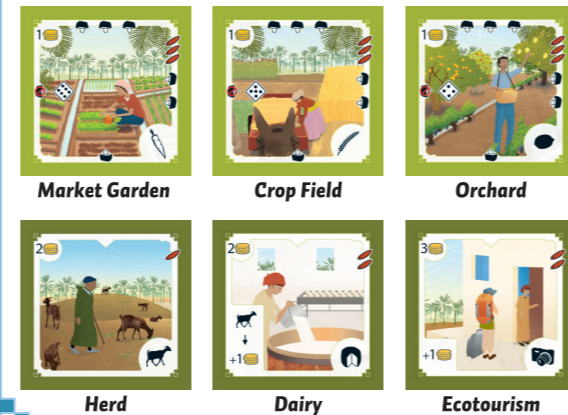 1 1 1
Market Garden Crop Field Orchard
2 2 3
+1 +1
Herd Dairy Ecotourism